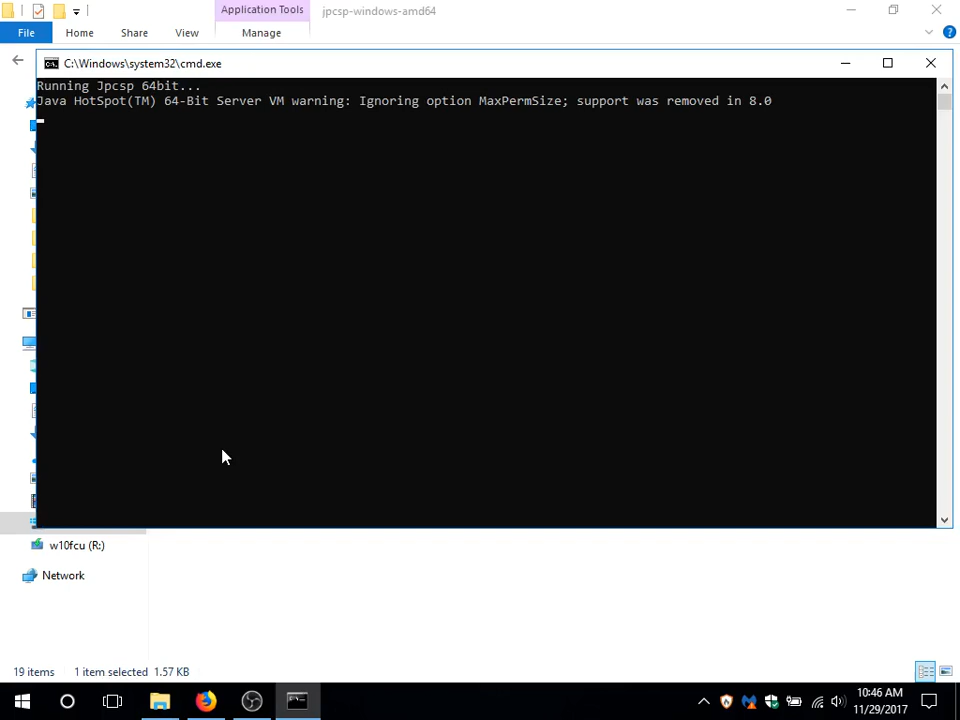 Application Tools
jpcsp-windows-amd64
File
Home
Share
View
Manage
C:\Windows\system32\cmd.exe
Running Jpcsp 64bit...
Java HotSpot(TM) 64-Bit Server VM warning: Ignoring option MaxPermSize; support was removed in 8.0
w10fcu (R:)
Network
19 items
1 item selected 1.57 KB
10:46 AM
11/29/2017